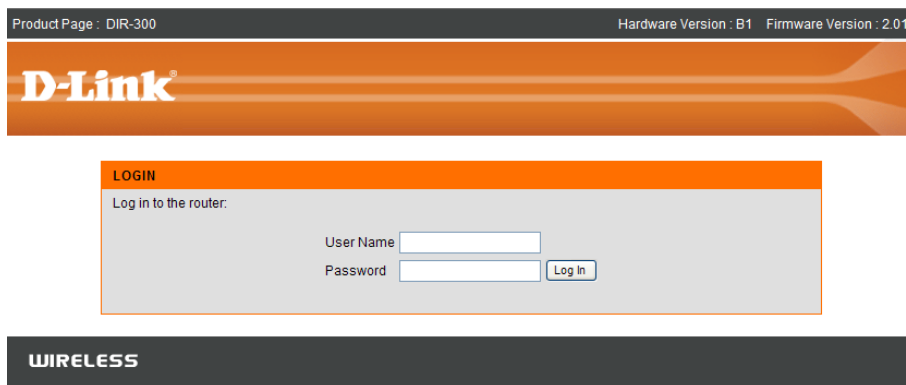 Product Page : DIR-300 Hardware Version : B1 Firmware Version : 2.01
D-Link®
LOGIN
Log in to the router:
User Name
Password Log In
WIRELESS